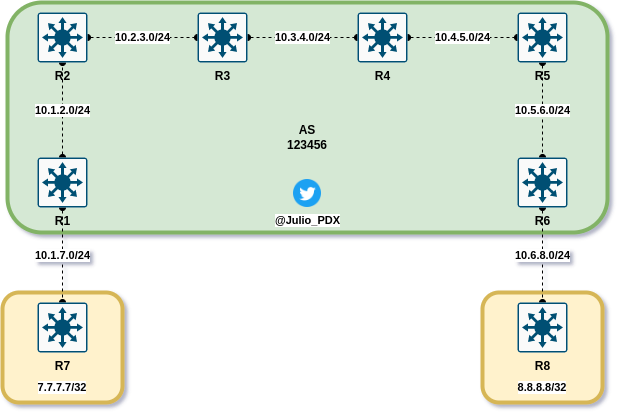 10.2.3.0/24
10.3.4.0/24
10.4.5.0/24
R2
R3
R4
R5
10.1.2.0/24
10.5.6.0/24
AS
123456
@Julio_PDX
R1
R6
10.1.7.0/24
10.6.8.0/24
R7
7.7.7.7/32
R8
8.8.8.8/32